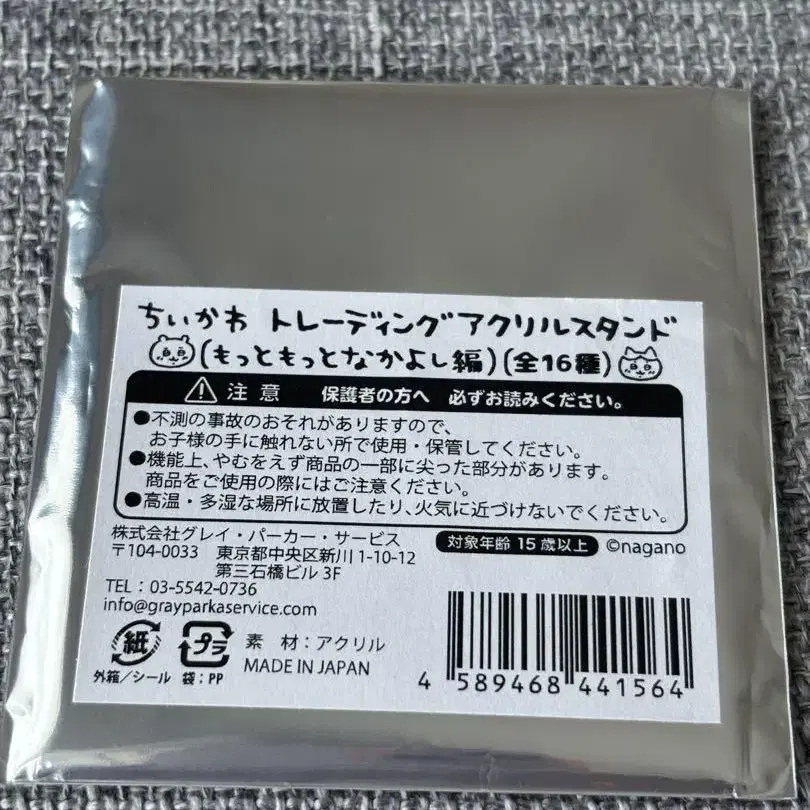 ちいかわ トレーディングアクリルスタンド
(もっともっとなかよし編)(全16種)
注意 保護者の方へ 必ずお読みください。
●不測の事故のおそれがありますので、
お子様の手に触れない所で使用・保管してください。
●機能上、やむをえず商品の一部に尖った部分があります。
商品をご使用の際にはご注意ください。
●高温・多湿な場所に放置したり、火気に近づけないでください。
株式会社グレイ・パーカー・サービス
対象年齢 15歳以上 ©nagano
〒104-0033 東京都中央区新川1-10-12
第三石橋ビル 3F
TEL：03-5542-0736
info@grayparkaservice.com
紙 プラ 素 材：アクリル
MADE IN JAPAN
外箱／シール 袋：PP
4 589468 441564